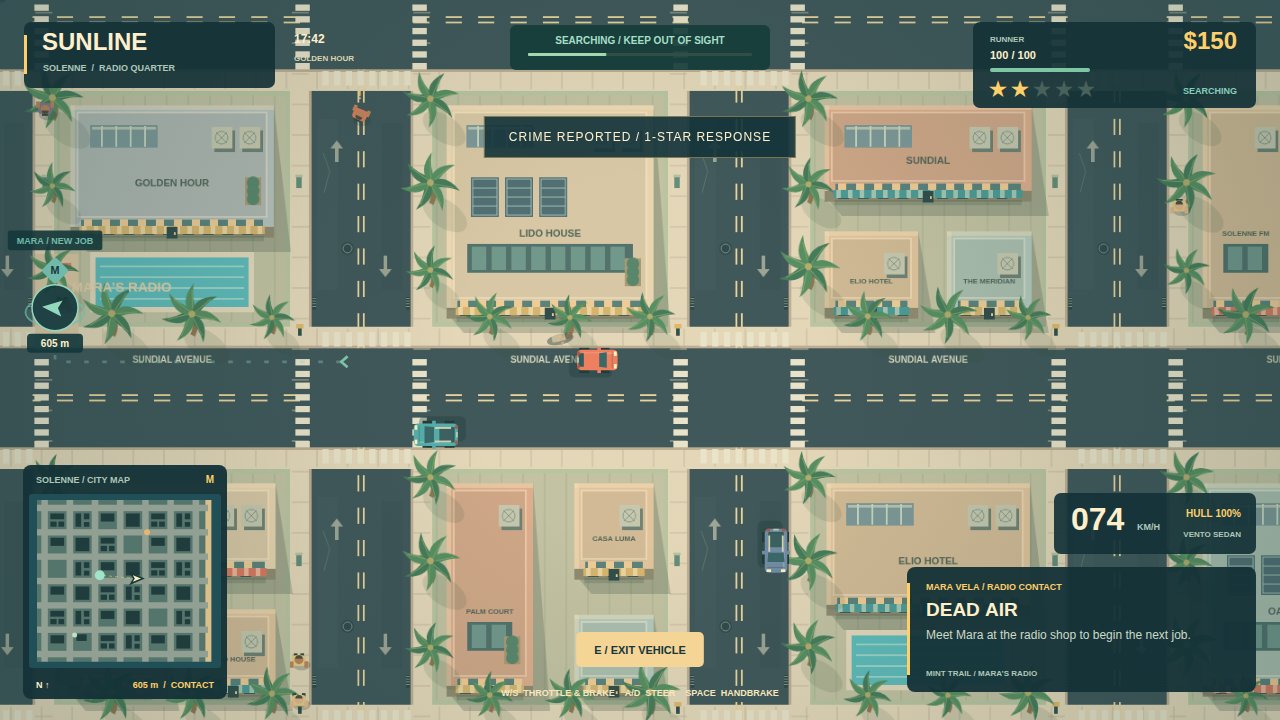 SUNLINE
SOLENNE / RADIO QUARTER
17:42
GOLDEN HOUR
SEARCHING / KEEP OUT OF SIGHT
RUNNER
100 / 100
$150
SEARCHING
CRIME REPORTED / 1-STAR RESPONSE
GOLDEN HOUR
LIDO HOUSE
SUNDIAL
ELIO HOTEL
THE MERIDIAN
SOLENNE FM
MARA / NEW JOB
M
MARA'S RADIO
605 m
SUNDIAL AVENUE
SUNDIAL AVEN
SUNDIAL AVENUE
SU
SOLENNE / CITY MAP
M
N ↑
605 m / CONTACT
HOUSE
PALM COURT
CASA LUMA
ELIO HOTEL
OA
074
KM/H
HULL 100%
VENTO SEDAN
MARA VELA / RADIO CONTACT
DEAD AIR
Meet Mara at the radio shop to begin the next job.
MINT TRAIL / MARA'S RADIO
E / EXIT VEHICLE
W/S THROTTLE & BRAKE A/D STEER SPACE HANDBRAKE